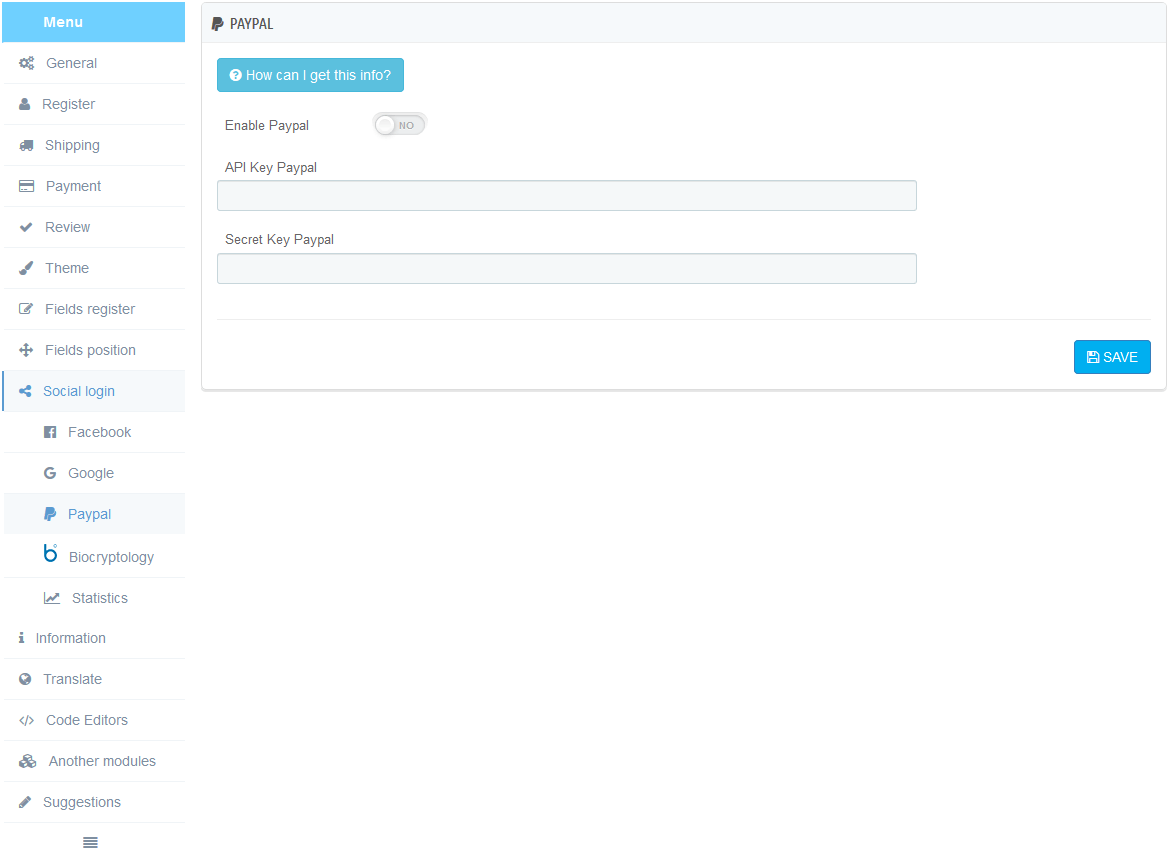 Menu
General
Register
Shipping
Payment
Review
Theme
Fields register
Fields position
Social login
Facebook
Google
Paypal
Biocryptology
Statistics
Information
Translate
Code Editors
Another modules
Suggestions
PAYPAL
How can I get this info?
Enable Paypal NO
API Key Paypal
Secret Key Paypal
SAVE